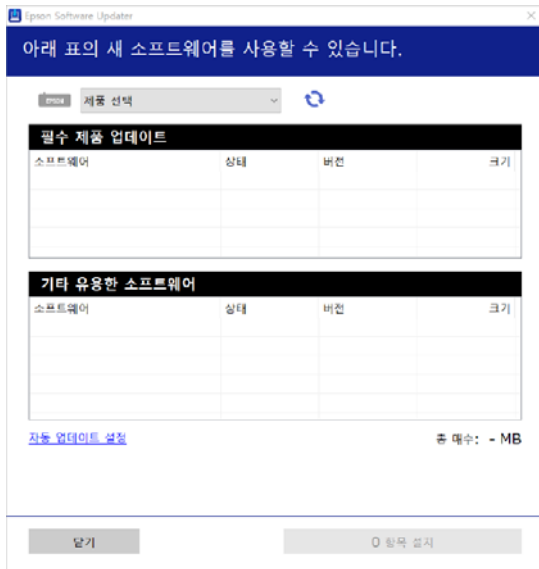 Epson Software Updater
아래 표의 새 소프트웨어를 사용할 수 있습니다.
EPSON 제품 선택
필수 제품 업데이트
소프트웨어 상태 버전 크기
기타 유용한 소프트웨어
소프트웨어 상태 버전 크기
자동 업데이트 설정 총 매수: - MB
닫기 0 항목 설치